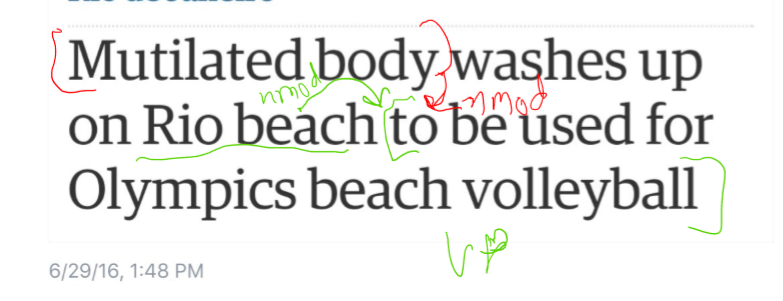 Mutilated body washes up
nmod
nmod
on Rio beach to be used for
Olympics beach volleyball
VP
6/29/16, 1:48 PM